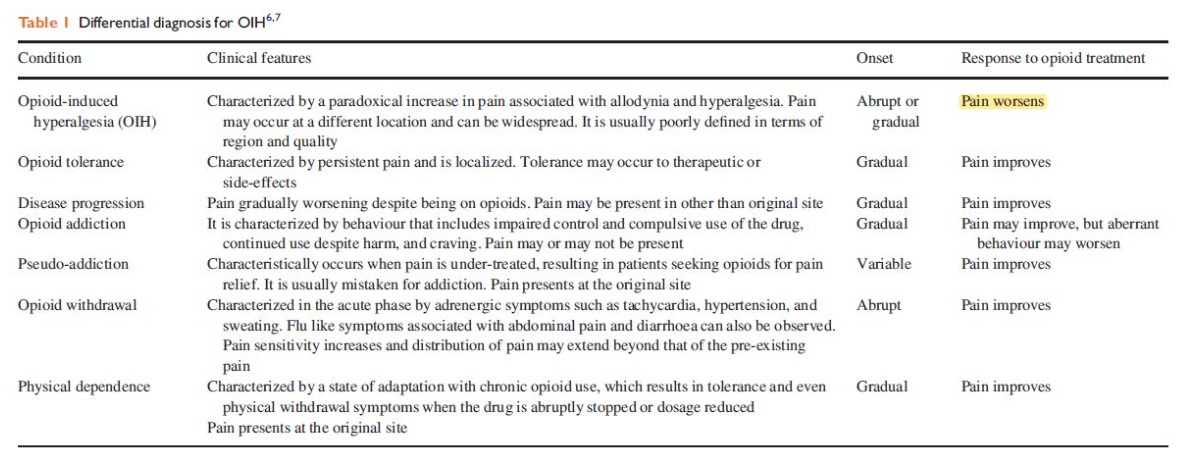 Table 1 Differential diagnosis for OIH6,7
Condition Clinical features Onset Response to opioid treatment
Opioid-induced Characterized by a paradoxical increase in pain associated with allodynia and hyperalgesia. Pain Abrupt or Pain worsens
hyperalgesia (OIH) may occur at a different location and can be widespread. It is usually poorly defined in terms of gradual
region and quality
Opioid tolerance Characterized by persistent pain and is localized. Tolerance may occur to therapeutic or Gradual Pain improves
side-effects
Disease progression Pain gradually worsening despite being on opioids. Pain may be present in other than original site Gradual Pain improves
Opioid addiction It is characterized by behaviour that includes impaired control and compulsive use of the drug, Gradual Pain may improve, but aberrant
continued use despite harm, and craving. Pain may or may not be present behaviour may worsen
Pseudo-addiction Characteristically occurs when pain is under-treated, resulting in patients seeking opioids for pain Variable Pain improves
relief. It is usually mistaken for addiction. Pain presents at the original site
Opioid withdrawal Characterized in the acute phase by adrenergic symptoms such as tachycardia, hypertension, and Abrupt Pain improves
sweating. Flu like symptoms associated with abdominal pain and diarrhoea can also be observed.
Pain sensitivity increases and distribution of pain may extend beyond that of the pre-existing
pain
Physical dependence Characterized by a state of adaptation with chronic opioid use, which results in tolerance and even Gradual Pain improves
physical withdrawal symptoms when the drug is abruptly stopped or dosage reduced
Pain presents at the original site